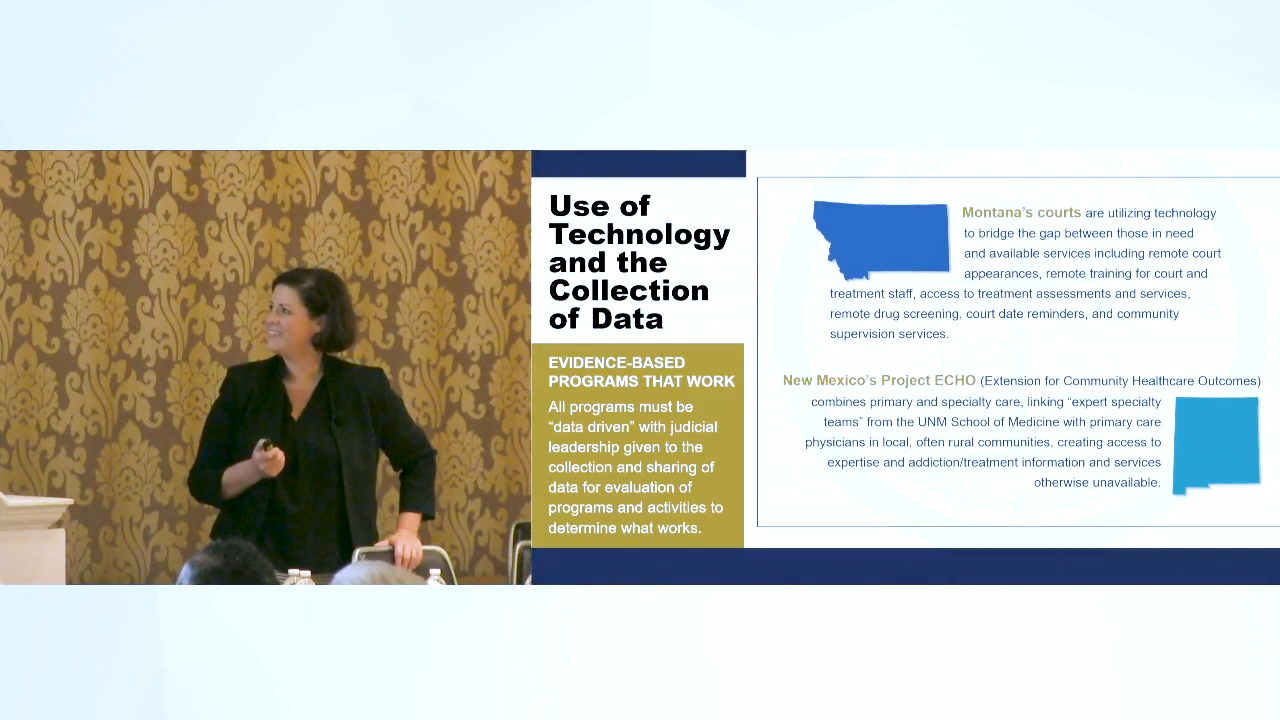 Use of
Technology
and the
Collection
of Data
EVIDENCE-BASED
PROGRAMS THAT WORK
All programs must be
“data driven” with judicial
leadership given to the
collection and sharing of
data for evaluation of
programs and activities to
determine what works.
Montana’s courts are utilizing technology
to bridge the gap between those in need
and available services including remote court
appearances, remote training for court and
treatment staff, access to treatment assessments and services,
remote drug screening, court date reminders, and community
supervision services.
New Mexico’s Project ECHO (Extension for Community Healthcare Outcomes)
combines primary and specialty care, linking “expert specialty
teams” from the UNM School of Medicine with primary care
physicians in local, often rural communities, creating access to
expertise and addiction/treatment information and services
otherwise unavailable.